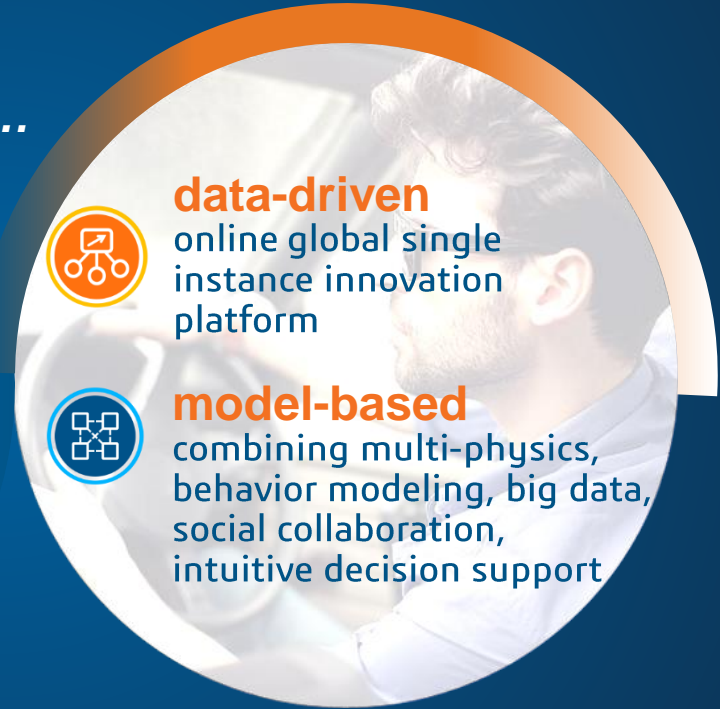 ..
data-driven
online global single
instance innovation
platform
model-based
combining multi-physics,
behavior modeling, big data,
social collaboration,
intuitive decision support